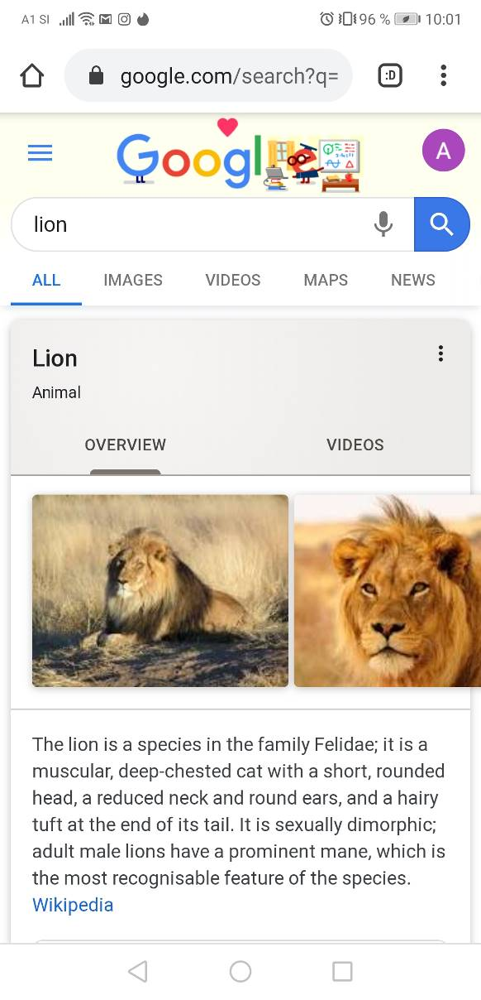 A1 SI 96 % 10:01
google.com/search?q=
:D
Google
A
lion
ALL IMAGES VIDEOS MAPS NEWS
Lion
Animal
OVERVIEW VIDEOS
The lion is a species in the family Felidae; it is a
muscular, deep-chested cat with a short, rounded
head, a reduced neck and round ears, and a hairy
tuft at the end of its tail. It is sexually dimorphic;
adult male lions have a prominent mane, which is
the most recognisable feature of the species.
Wikipedia